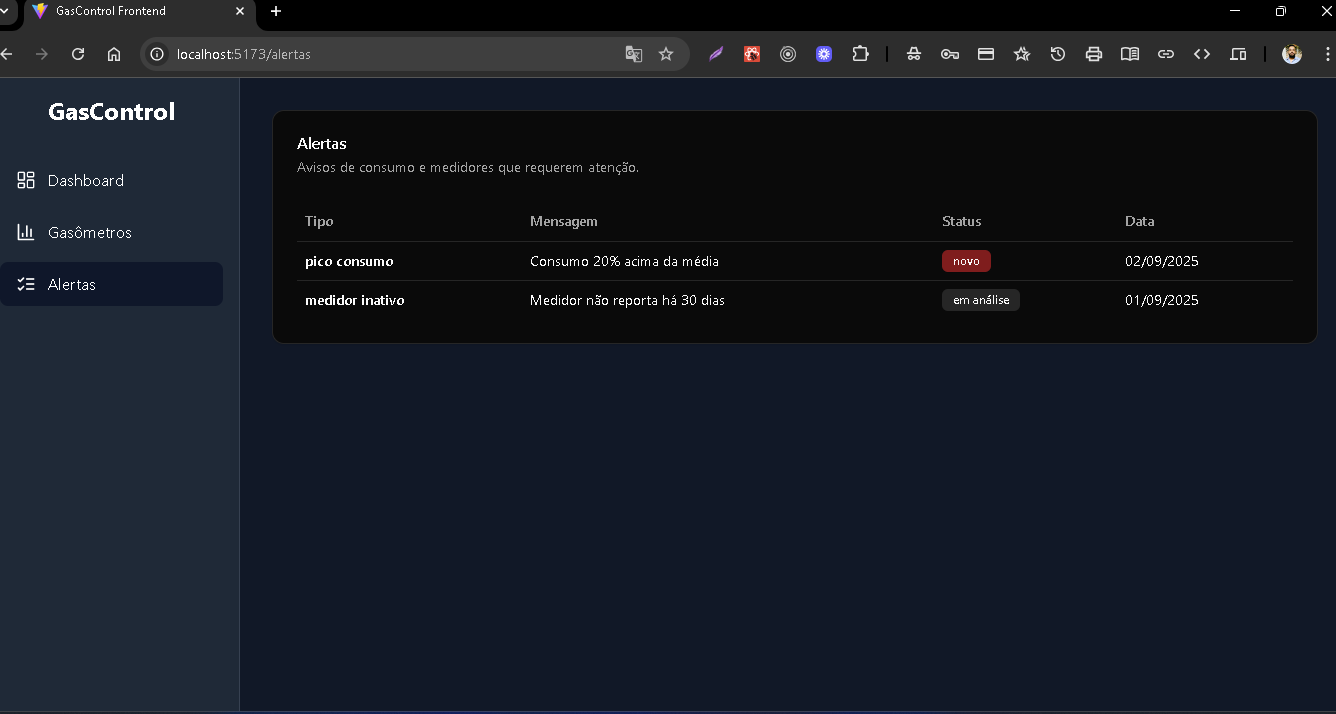 GasControl Frontend
localhost:5173/alertas
GasControl
Dashboard
Gasômetros
Alertas
Alertas
Avisos de consumo e medidores que requerem atenção.
Tipo Mensagem Status Data
pico consumo Consumo 20% acima da média novo 02/09/2025
medidor inativo Medidor não reporta há 30 dias em análise 01/09/2025